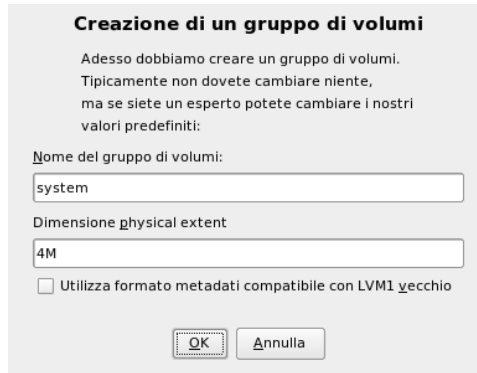 Creazione di un gruppo di volumi
Adesso dobbiamo creare un gruppo di volumi.
Tipicamente non dovete cambiare niente,
ma se siete un esperto potete cambiare i nostri
valori predefiniti:
Nome del gruppo di volumi:
system
Dimensione physical extent
4M
Utilizza formato metadati compatibile con LVM1 vecchio
OK
Annulla